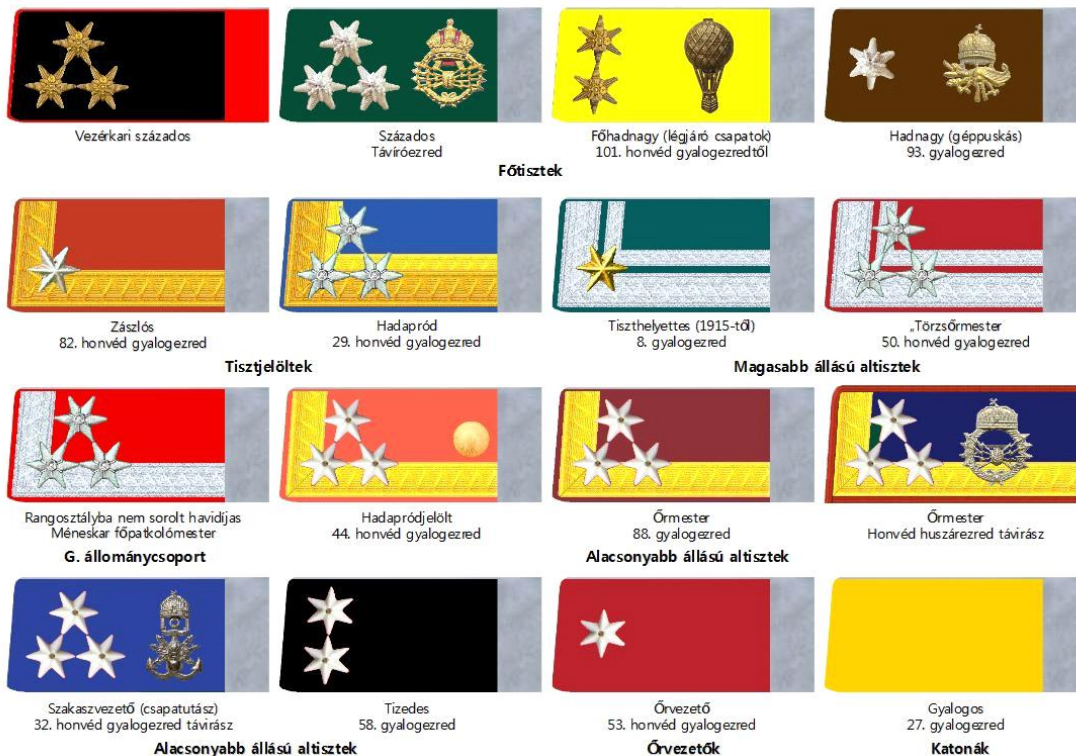 Vezérkari százados
Százados
Távíróezred
Főhadnagy (légjáró csapatok)
101. honvéd gyalogezredtől
Hadnagy (géppuskás)
93. gyalogezred
Főtisztek
Zászlós
82. honvéd gyalogezred
Hadapród
29. honvéd gyalogezred
Tiszthelyettes (1915-től)
8. gyalogezred
„Törzsőrmester
50. honvéd gyalogezred
Tisztjelöltek
Magasabb állású altisztek
Rangosztályba nem sorolt havidíjas
Méneskar főpatkolómester
Hadapródjelölt
44. honvéd gyalogezred
Őrmester
88. gyalogezred
Őrmester
Honvéd huszárezred távirász
G. állománycsoport
Alacsonyabb állású altisztek
Szakaszvezető (csapatutász)
32. honvéd gyalogezred távirász
Tizedes
58. gyalogezred
Őrvezető
53. honvéd gyalogezred
Gyalogos
27. gyalogezred
Alacsonyabb állású altisztek
Őrvezetők
Katonák